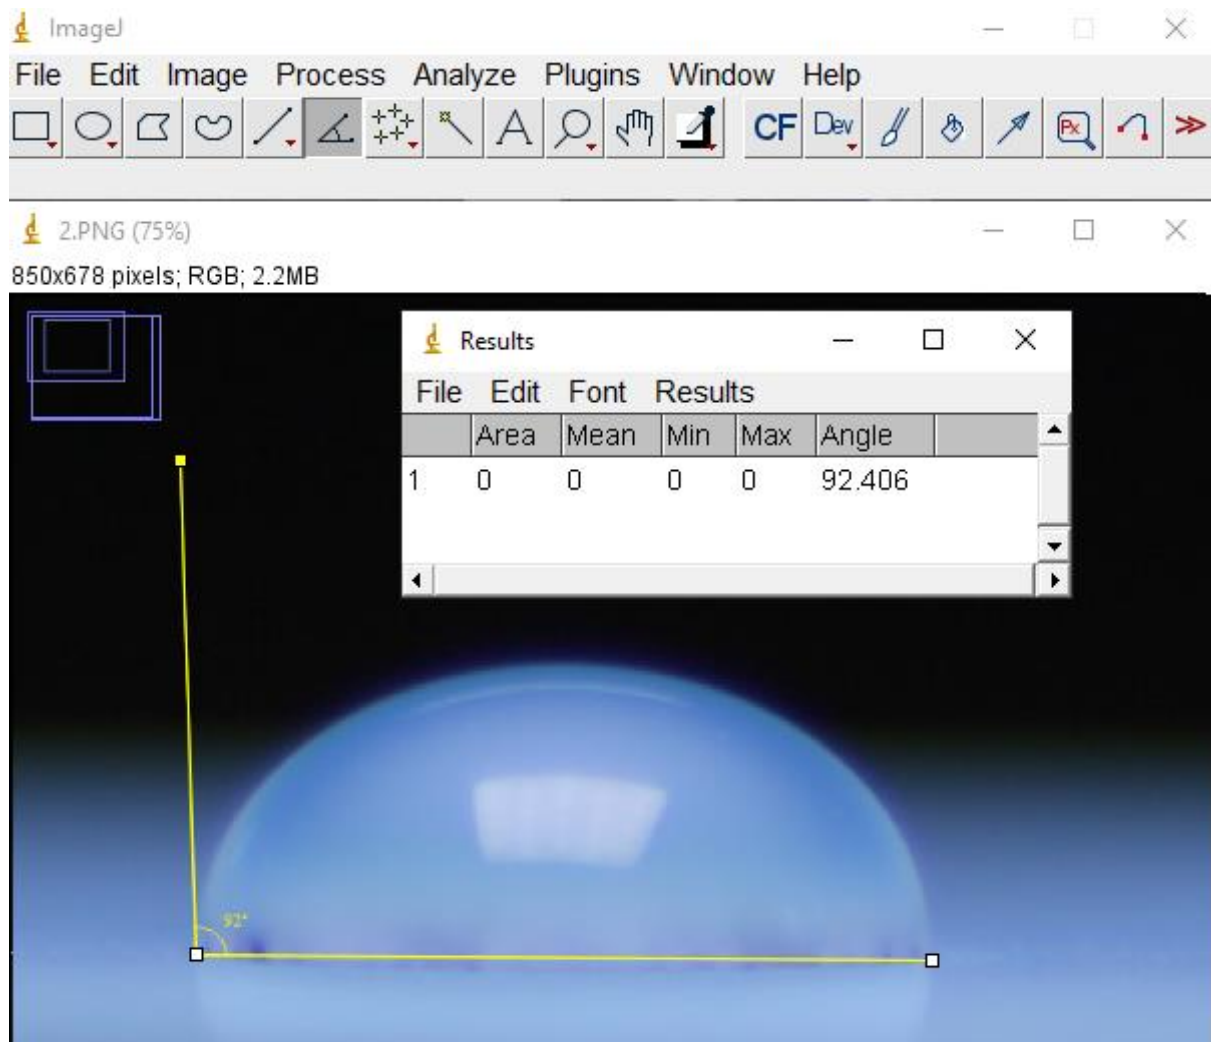 ImageJ
File Edit Image Process Analyze Plugins Window Help
A CF Dev Px >>
2.PNG (75%)
850x678 pixels; RGB; 2.2MB
Results
File Edit Font Results
Area Mean Min Max Angle
1 0 0 0 0 92.406
92°